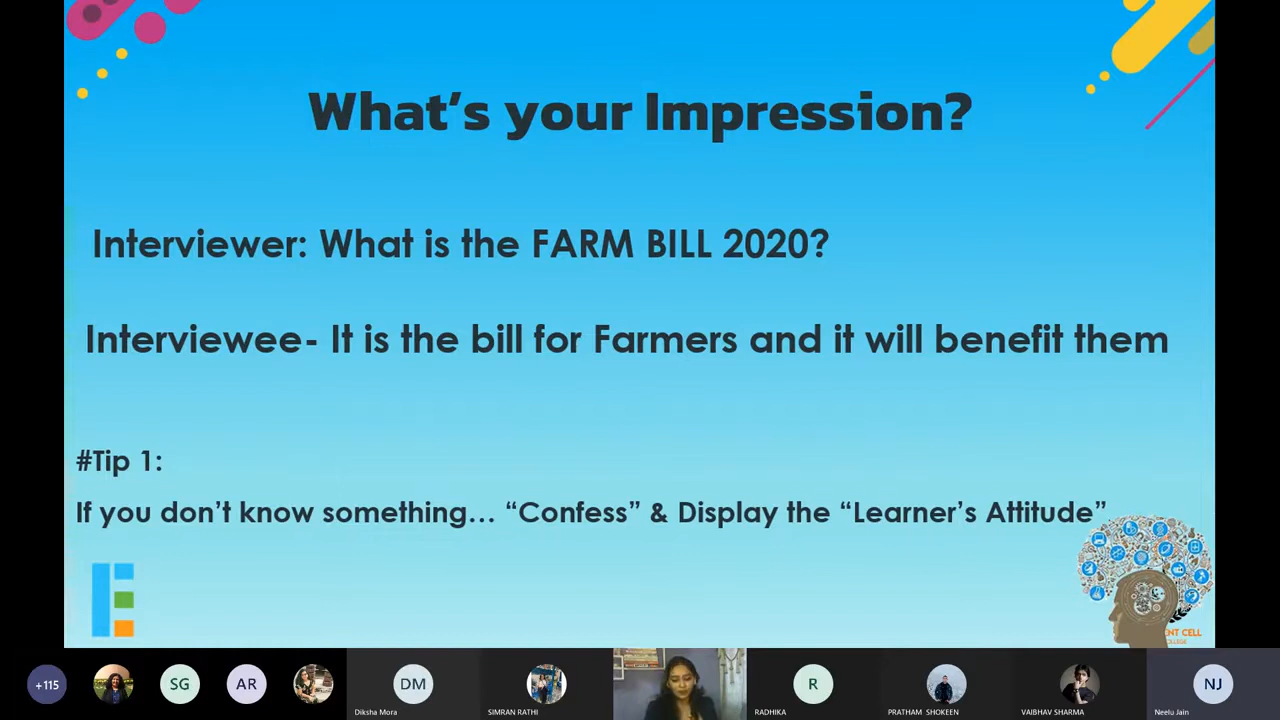 What's your Impression?
Interviewer: What is the FARM BILL 2020?
Interviewee- It is the bill for Farmers and it will benefit them
#Tip 1:
If you don't know something... “Confess” & Display the “Learner's Attitude”
ENT CELL
+115
SG
AR
DM
R
NJ
Diksha Mora
SIMRAN RATHI
RADHIKA
PRATHAM SHOKEEN
VAIBHAV SHARMA
Neelu Jain